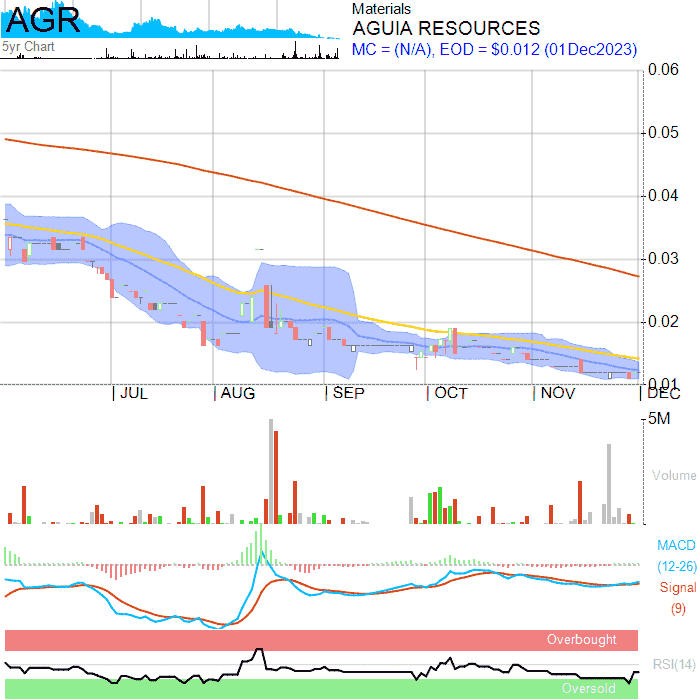 AGR
5yr Chart
Materials
AGUIA RESOURCES
MC = (N/A), EOD = $0.012 (01Dec2023)
0.06
0.05
0.04
0.03
0.02
0.01
JUL AUG SEP OCT NOV DEC
5M
Volume
MACD
(12-26)
Signal
(9)
Overbought
RSI(14)
Oversold